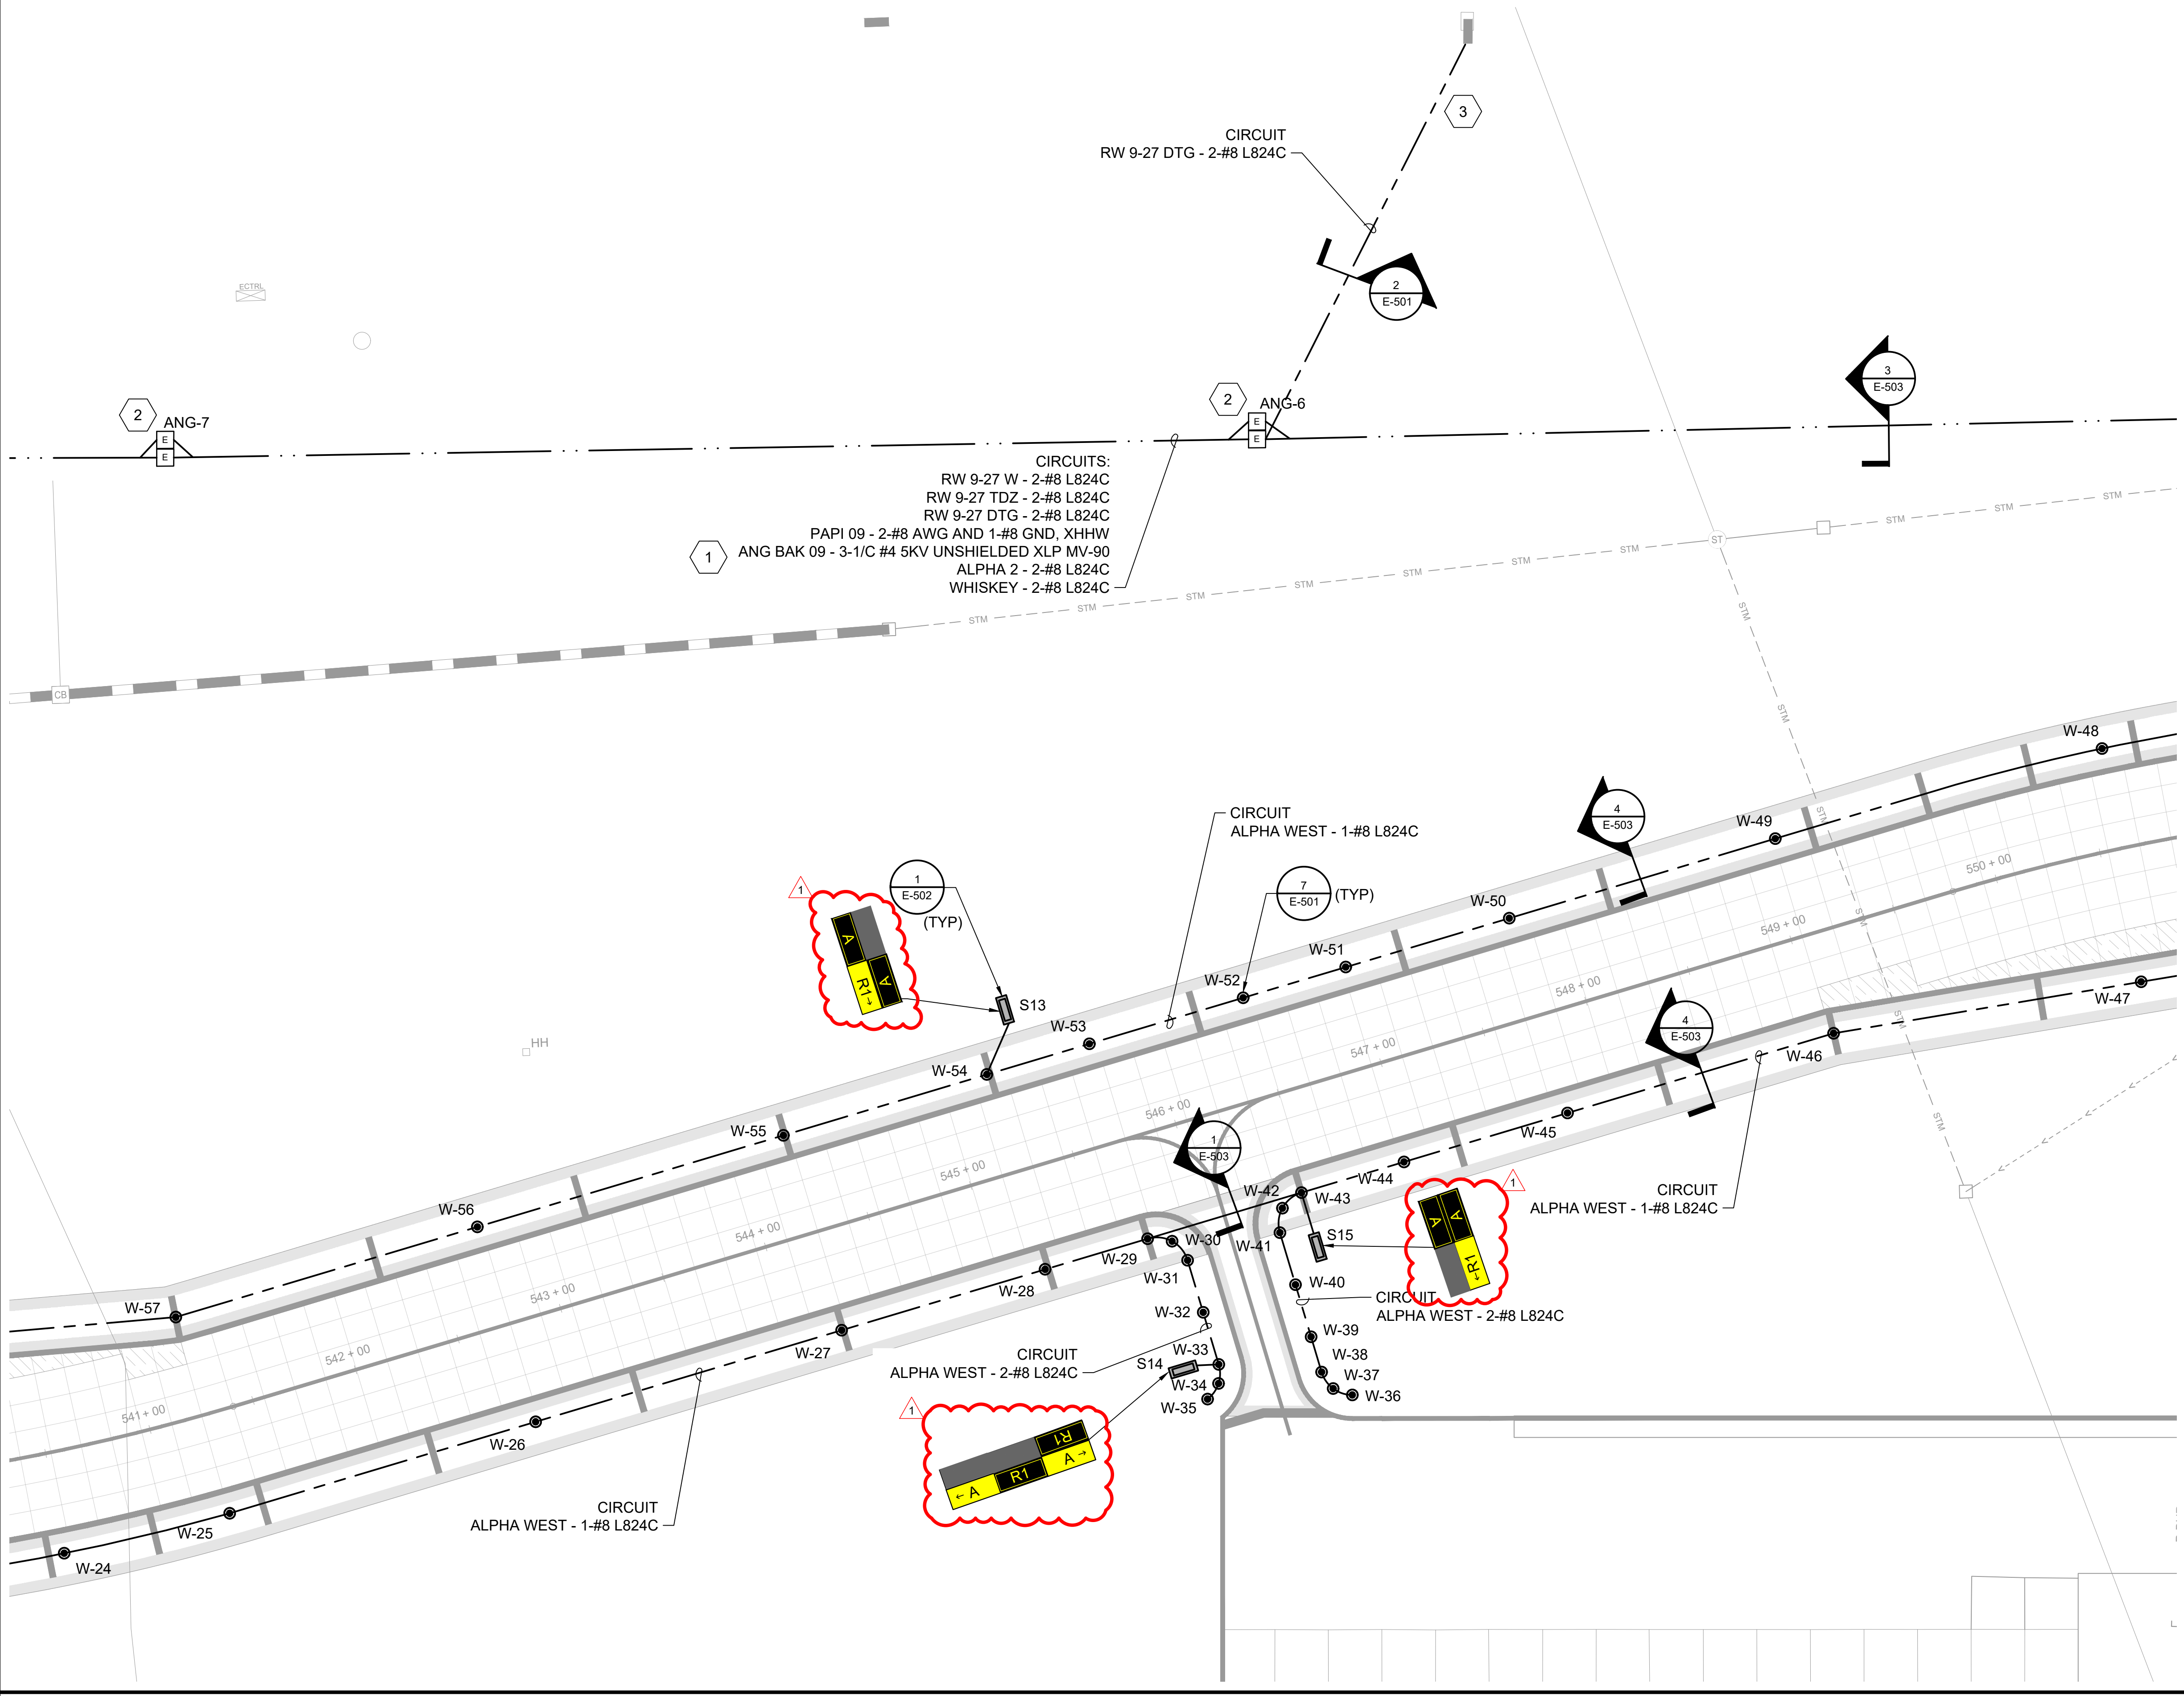 3
CIRCUIT
RW 9-27 DTG - 2-#8 L824C
2
E-501
ECTRL
3
E-503
2
ANG-7
E
E
2
ANG-6
E
E
CIRCUITS:
RW 9-27 W - 2-#8 L824C
RW 9-27 TDZ - 2-#8 L824C
RW 9-27 DTG - 2-#8 L824C
PAPI 09 - 2-#8 AWG AND 1-#8 GND, XHHW
1
ANG BAK 09 - 3-1/C #4 5KV UNSHIELDED XLP MV-90
ALPHA 2 - 2-#8 L824C
WHISKEY - 2-#8 L824C
STM
STM
STM
STM
STM
STM
STM
ST
STM
STM
STM
CB
STM
STM
STM
STM
STM
STM
W-48
CIRCUIT
ALPHA WEST - 1-#8 L824C
4
E-503
W-49
550 + 00
1
1
E-502
(TYP)
7
E-501
(TYP)
W-50
549 + 00
A
R1→
A
S13
W-51
W-52
548 + 00
W-47
W-53
4
E-503
HH
W-54
547 + 00
W-46
546 + 00
W-55
1
E-503
W-45
545 + 00
W-44
W-42
W-43
1
A
A
←R1
CIRCUIT
ALPHA WEST - 1-#8 L824C
W-56
544 + 00
W-30
W-41
S15
W-29
W-31
W-28
W-40
543 + 00
CIRCUIT
ALPHA WEST - 2-#8 L824C
W-57
W-32
W-39
W-27
542 + 00
CIRCUIT
ALPHA WEST - 2-#8 L824C
W-33
S14
W-38
W-37
W-34
W-36
W-35
541+ 00
1
R1
← A
R1
A →
W-26
CIRCUIT
ALPHA WEST - 1-#8 L824C
W-25
W-24